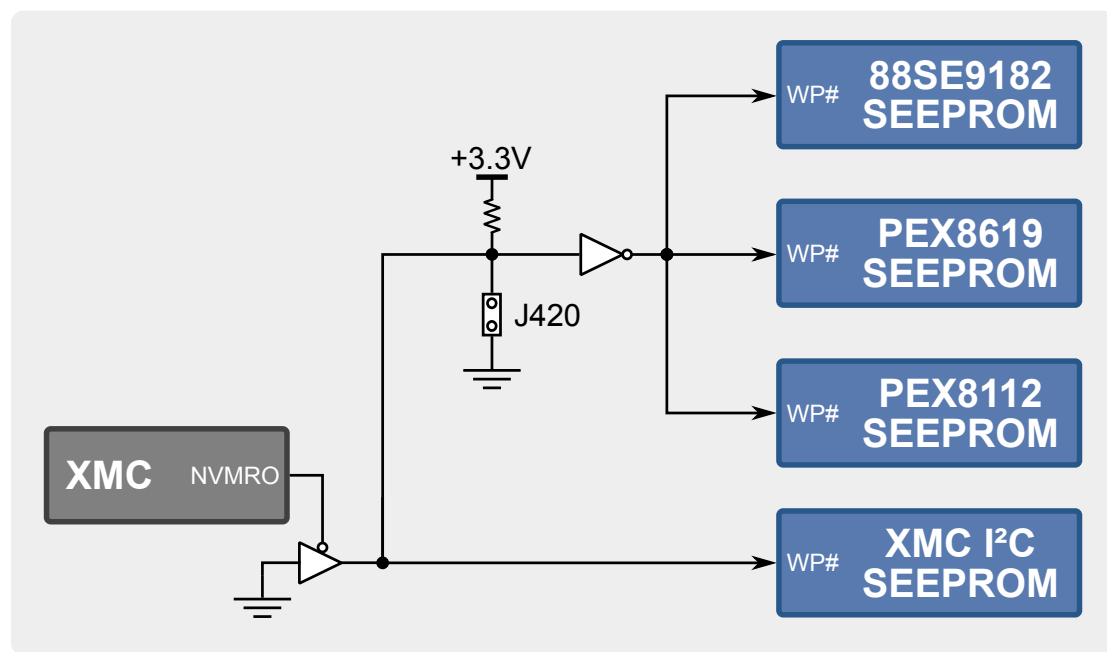 WP#
88SE9182
SEEPROM
+3.3V
WP#
PEX8619
SEEPROM
J420
WP#
PEX8112
SEEPROM
XMC
NVMRO
WP#
XMC I²C
SEEPROM